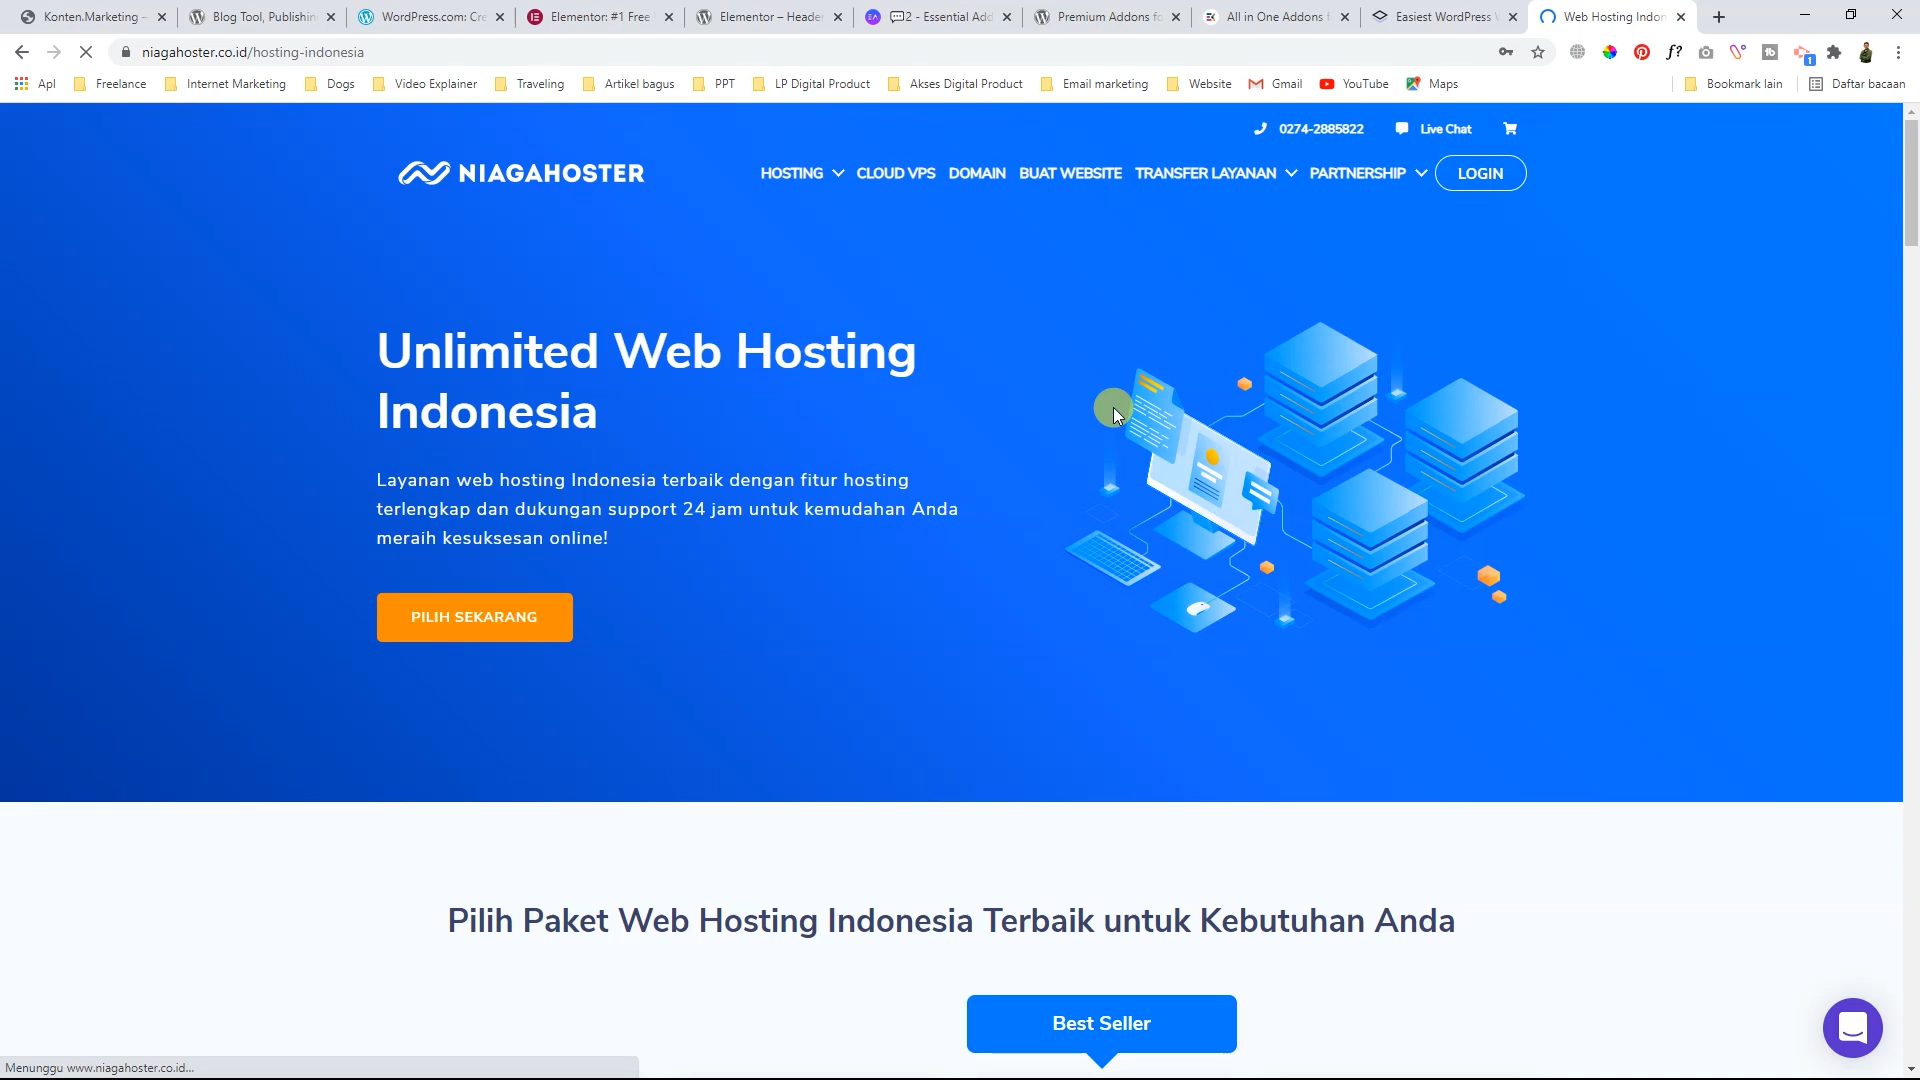 Konten.Marketing –
Blog Tool, Publishin
WordPress.com: Cre
Elementor: #1 Free
Elementor – Heade
2 - Essential Add
Premium Addons fo
All in One Addons f
Easiest WordPress
Web Hosting Indon
niagahoster.co.id/hosting-indonesia
Apl
Freelance
Internet Marketing
Dogs
Video Explainer
Traveling
Artikel bagus
PPT
LP Digital Product
Akses Digital Product
Email marketing
Website
Gmail
YouTube
Maps
Bookmark lain
Daftar bacaan
0274-2885822
Live Chat
NIAGAHOSTER
HOSTING
CLOUD VPS
DOMAIN
BUAT WEBSITE
TRANSFER LAYANAN
PARTNERSHIP
LOGIN
Unlimited Web Hosting
Indonesia
Layanan web hosting Indonesia terbaik dengan fitur hosting
terlengkap dan dukungan support 24 jam untuk kemudahan Anda
meraih kesuksesan online!
PILIH SEKARANG
Pilih Paket Web Hosting Indonesia Terbaik untuk Kebutuhan Anda
Best Seller
Menunggu www.niagahoster.co.id...